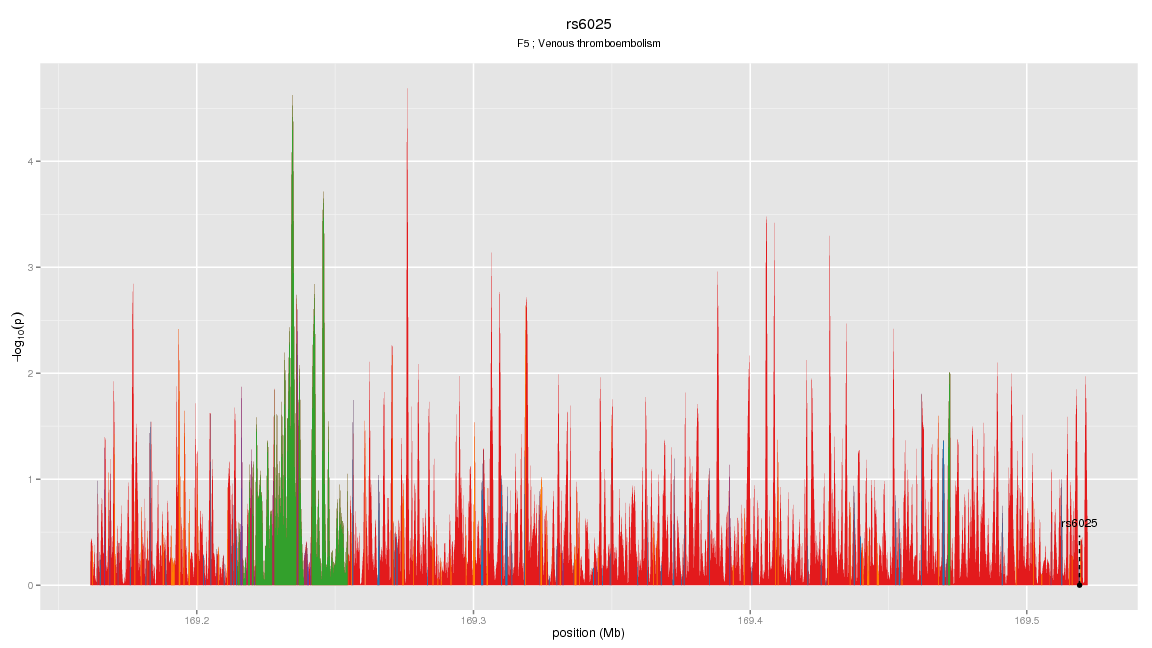 rs6025
F5 ; Venous thromboembolism
−log10(p)
4
3
2
1
0
rs6025
169.2 169.3 169.4 169.5
position (Mb)